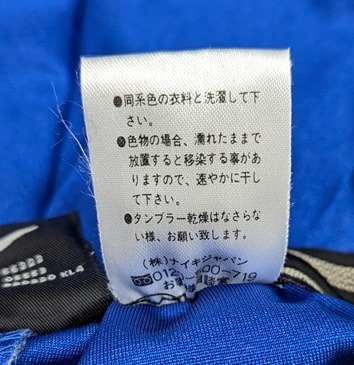 ●同系色の衣料と洗濯して下
さい。
●色物の場合、濡れたままで
放置すると移染する事があ
りますので、速やかに干し
て下さい。
●タンブラー乾燥はなさらな
い様、お願い致します。
(株)ナイキジャパン
XL4